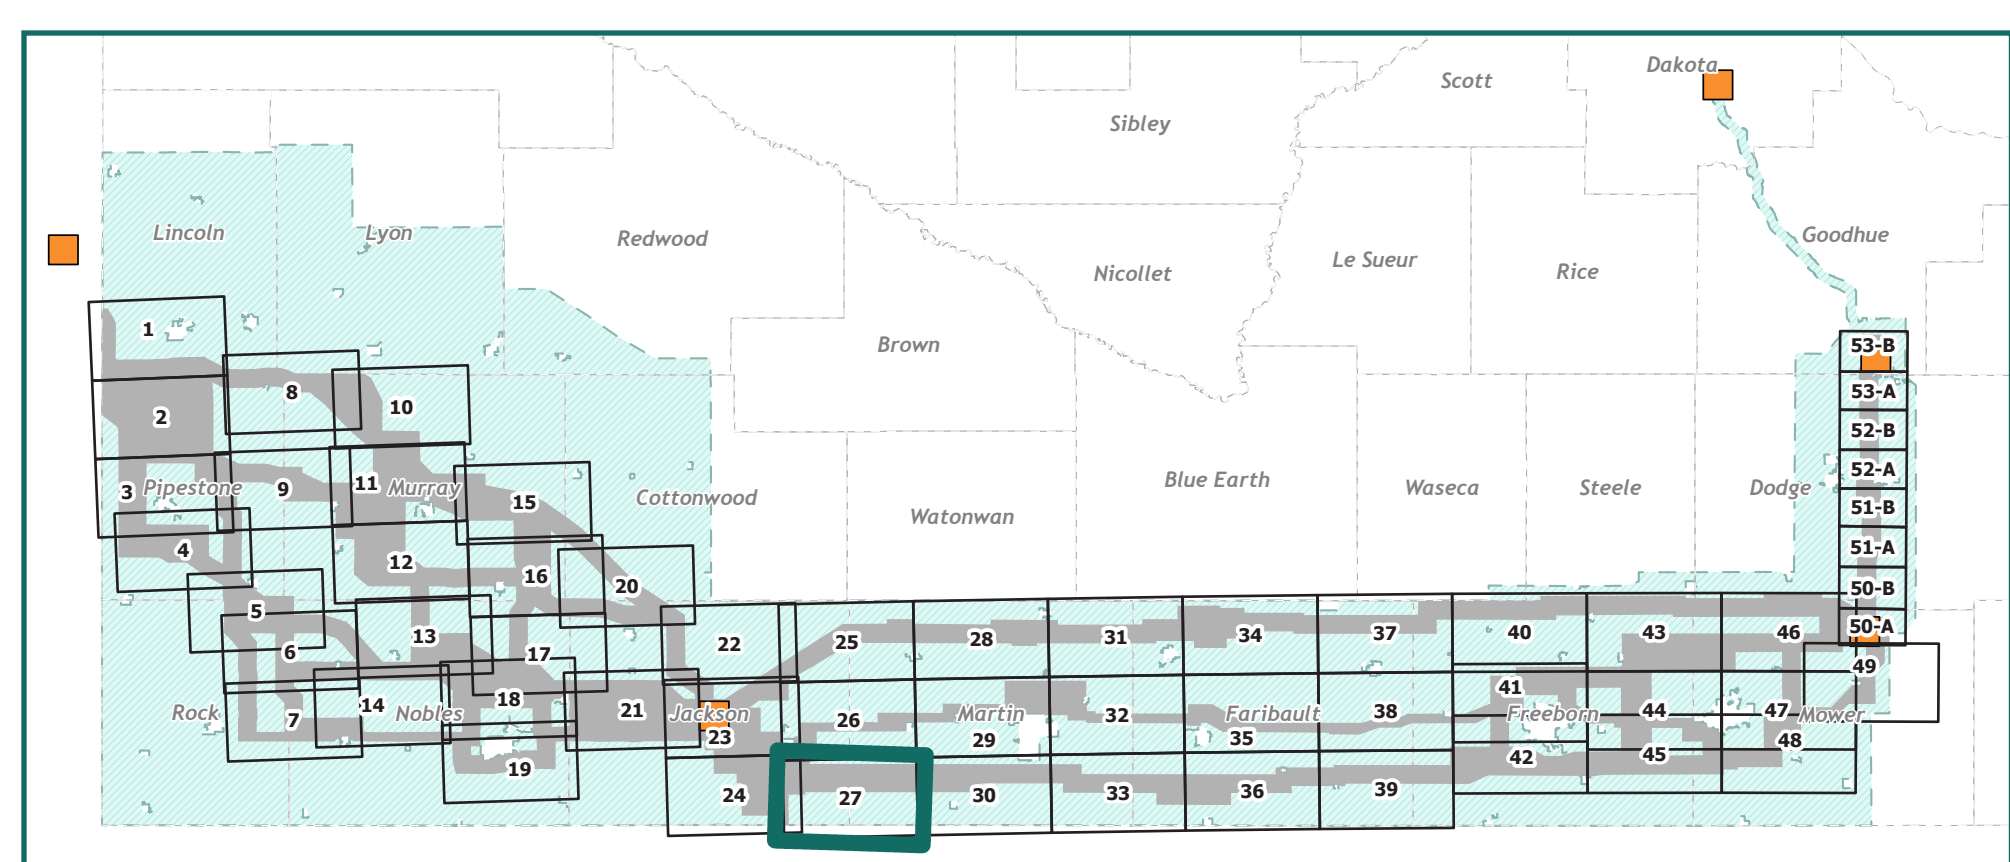 Dakota
Scott
Sibley
Lincoln
Lyon
Redwood
Goodhue
Le Sueur
Nicollet
Rice
1
Brown
53-B
8
53-A
10
2
52-B
52-A
Blue Earth
11
Murray
Pipestone
9
3
Cottonwood
Waseca
Steele
Dodge
15
51-B
Watonwan
4
51-A
12
16
20
50-B
5
50-A
13
22
25
28
31
34
37
40
43
46
6
17
49
41
18
14
7
Rock
Nobles
21
Jackson
26
Martin
32
Faribault
38
Freeborn
44
47
Mower
23
29
35
48
42
45
19
24
27
30
33
36
39